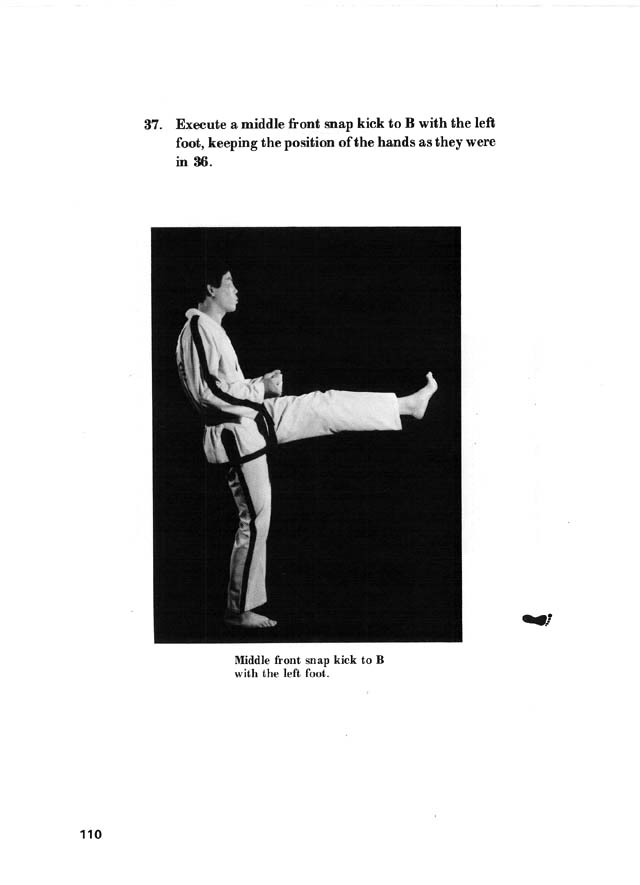 37. Execute a middle front snap kick to B with the left
foot, keeping the position of the hands as they were
in 36.
Middle front snap kick to B
with the left foot.
110